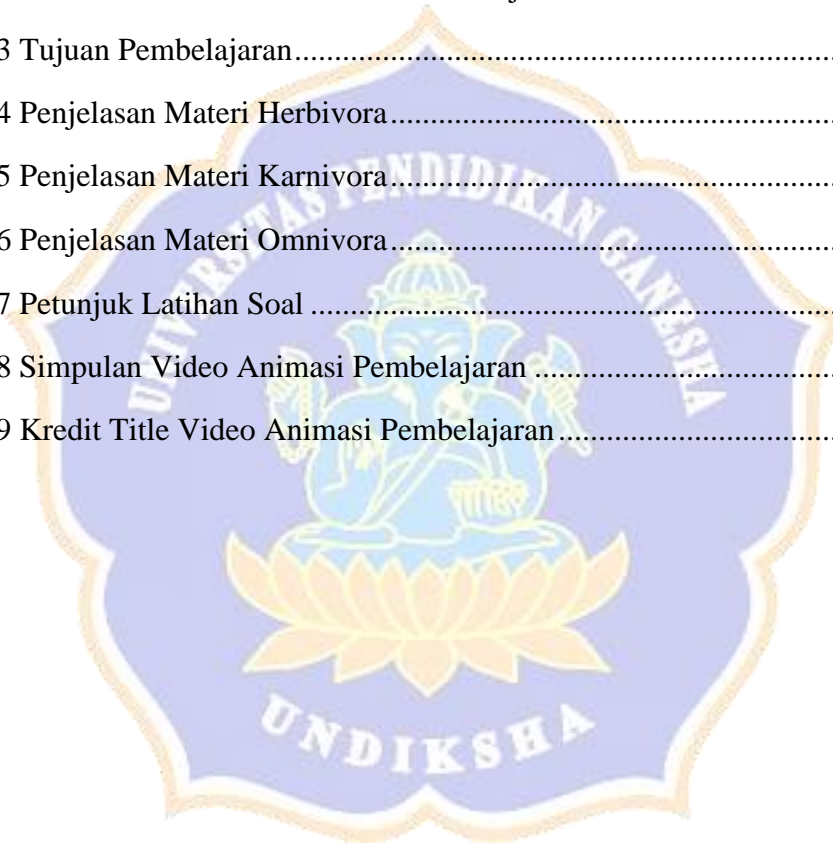 3 Tujuan Pembelajaran
4 Penjelasan Materi Herbivora
5 Penjelasan Materi Karnivora
6 Penjelasan Materi Omnivora
7 Petunjuk Latihan Soal
8 Simpulan Video Animasi Pembelajaran
9 Kredit Title Video Animasi Pembelajaran
UNIVERSITAS PENDIDIKAN GANESHA
UNDIKSHA